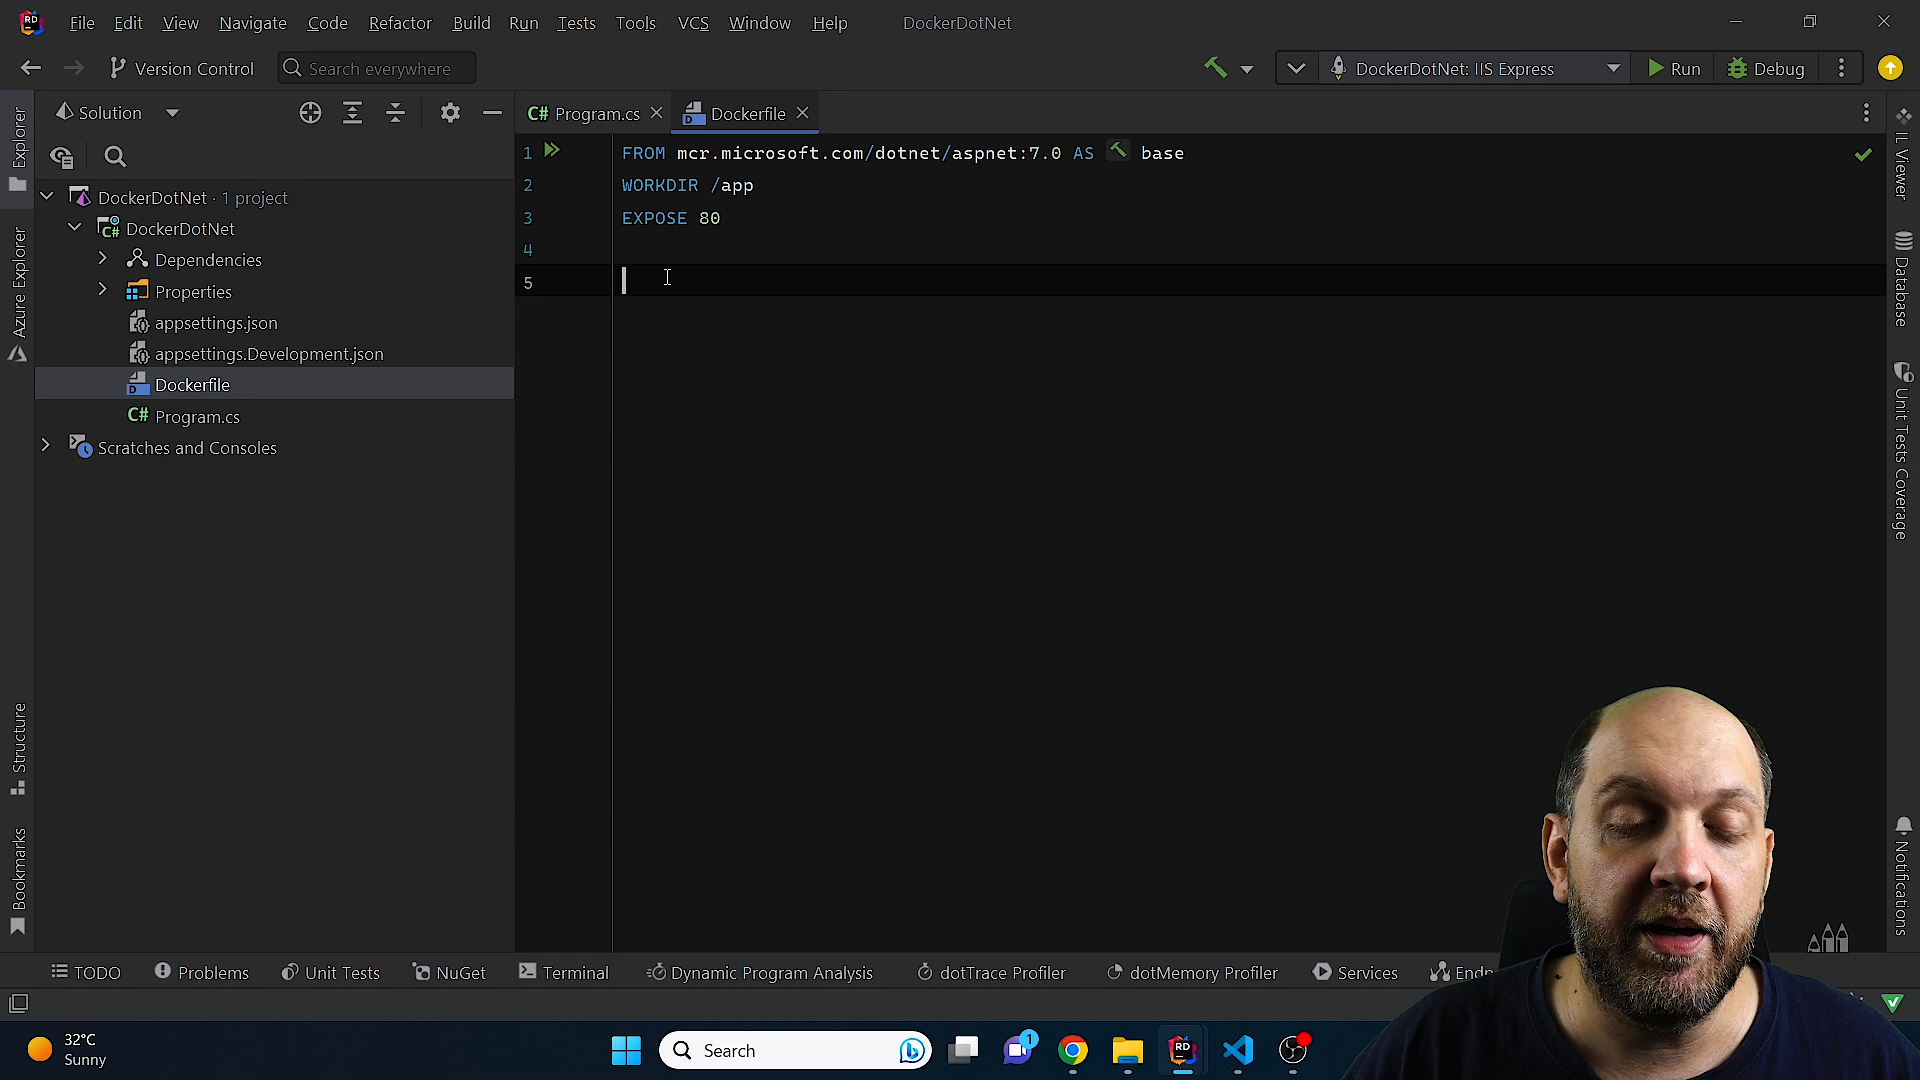 RD File Edit View Navigate Code Refactor Build Run Tests Tools VCS Window Help DockerDotNet
Version Control Search everywhere DockerDotNet: IIS Express Run Debug
Solution
C# Program.cs Dockerfile
Explorer
Azure Explorer
Structure
Bookmarks
DockerDotNet · 1 project
C# DockerDotNet
Dependencies
Properties
appsettings.json
appsettings.Development.json
Dockerfile
C# Program.cs
Scratches and Consoles
1 FROM mcr.microsoft.com/dotnet/aspnet:7.0 AS base
2 WORKDIR /app
3 EXPOSE 80
4
5
IL Viewer
Database
Unit Tests Coverage
Notifications
TODO Problems Unit Tests NuGet Terminal Dynamic Program Analysis dotTrace Profiler dotMemory Profiler Services
32°C
Sunny
Search
1
RD